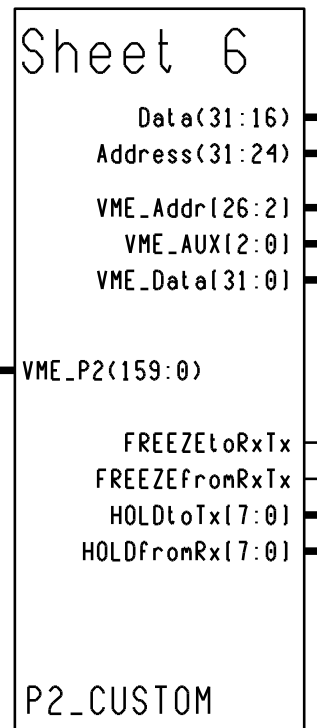 Sheet 6
Data(31:16)
Address(31:24)
VME_Addr[26:2]
VME_AUX[2:0]
VME_Data[31:0]
VME_P2(159:0)
FREEZEtoRxTx
FREEZEfromRxTx
HOLDtoTx[7:0]
HOLDfromRx[7:0]
P2_CUSTOM